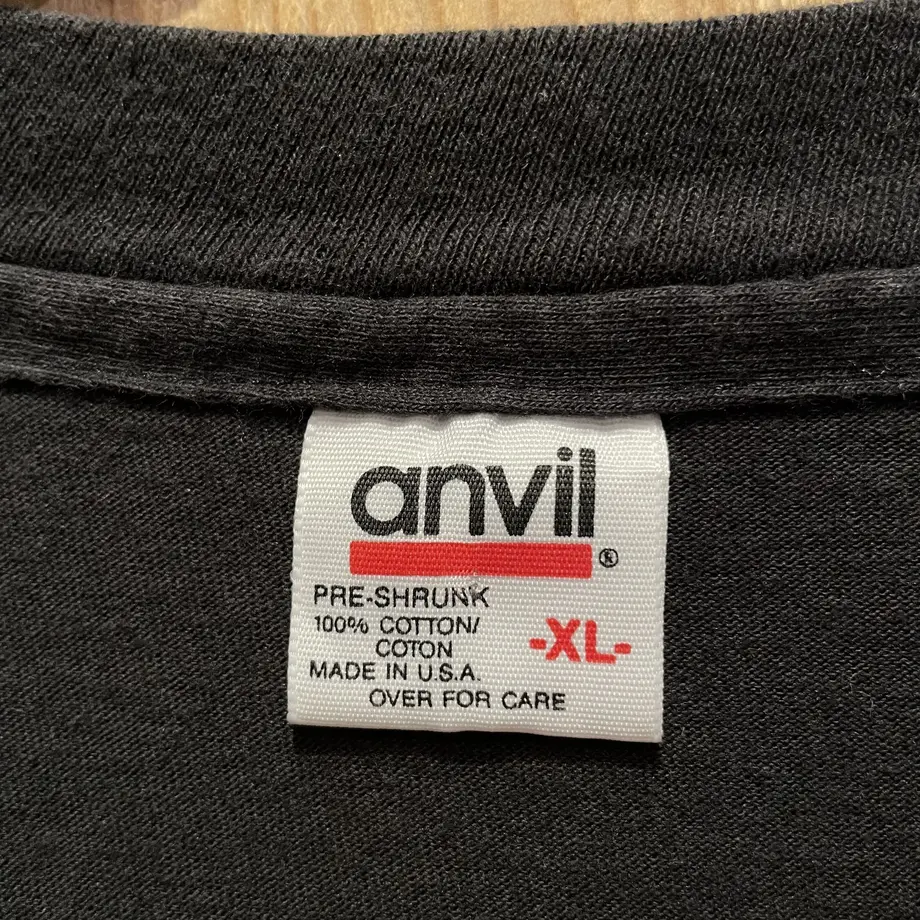 anvil®
PRE-SHRUNK
100% COTTON/
COTON
-XL-
MADE IN U.S.A.
OVER FOR CARE